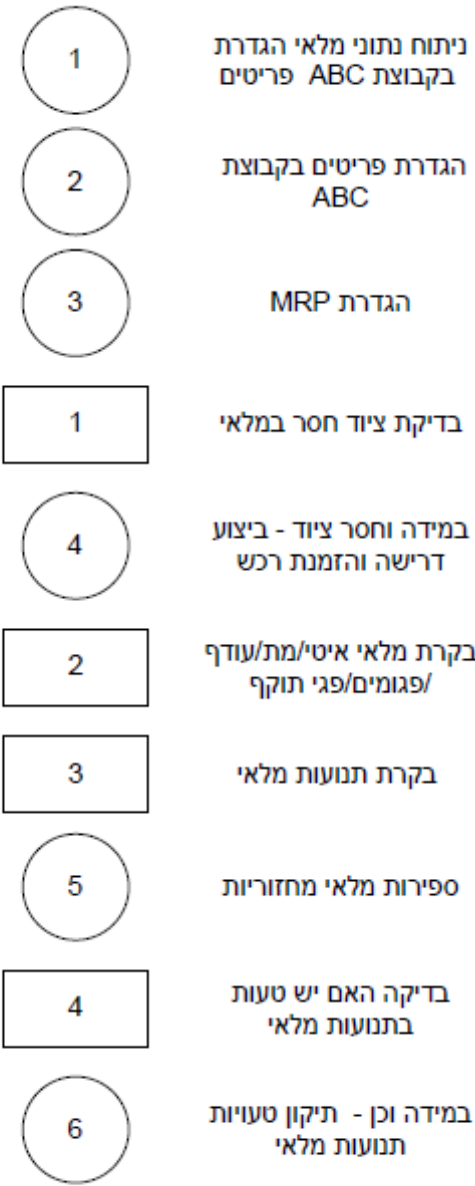 1
ניתוח נתוני מלאי הגדרת
בקבוצת ABC פריטים
2
הגדרת פריטים בקבוצת
ABC
3
הגדרת MRP
1
בדיקת ציוד חסר במלאי
4
במידה וחסר ציוד - ביצוע
דרישה והזמנת רכש
2
בקרת מלאי איטי/מת/עודף
/פגומים/פגי תוקף
3
בקרת תנועות מלאי
5
ספירות מלאי מחזוריות
4
בדיקה האם יש טעות
בתנועות מלאי
6
במידה וכן - תיקון טעויות
תנועות מלאי